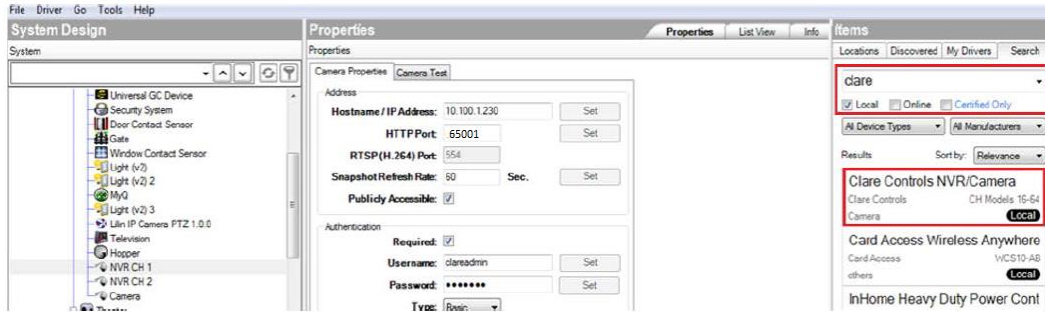 File Driver Go Tools Help
System Design
System
Universal GC Device
Security System
Door Contact Sensor
Gate
Window Contact Sensor
Light (v2)
Light (v2) 2
MyQ
Light (v2) 3
Lilin IP Camera PTZ 1.0.0
Television
Hopper
NVR CH 1
NVR CH 2
Camera
Theater
Properties
Properties List View Info
Properties
Camera Properties Camera Test
Address
Hostname / IP Address: 10.100.1.230 Set
HTTP Port: 65001 Set
RTSP (H.264) Port: 554
Snapshot Refresh Rate: 60 Sec. Set
Publicly Accessible:
Authentication
Required:
Username: clareadmin Set
Password: ••••••• Set
Type: Basic
Items
Locations Discovered My Drivers Search
clare
Local Online Certified Only
All Device Types All Manufacturers
Results Sort by: Relevance
Clare Controls NVR/Camera
Clare Controls CH Models 16-64
Camera Local
Card Access Wireless Anywhere
Card Access WCS10-AB
others Local
InHome Heavy Duty Power Cont